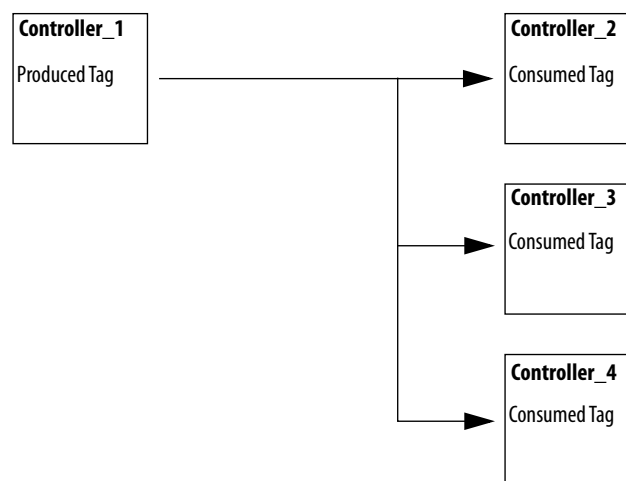 Controller_1
Produced Tag
Controller_2
Consumed Tag
Controller_3
Consumed Tag
Controller_4
Consumed Tag